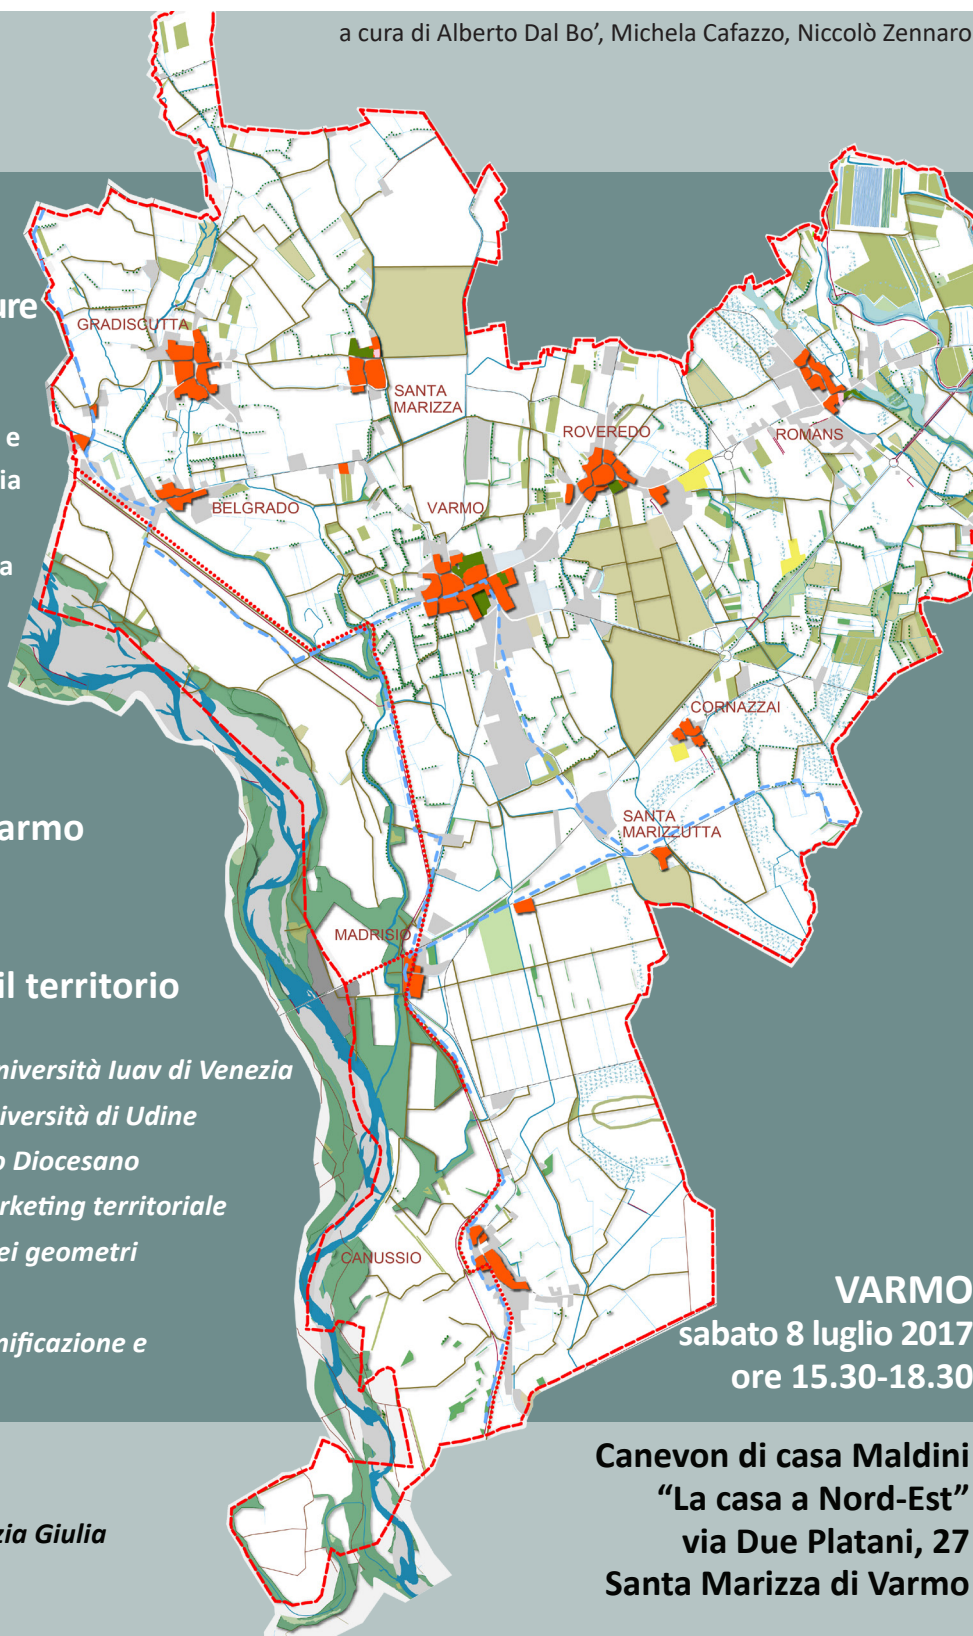 a cura di Alberto Dal Bo’, Michela Cafazzo, Niccolò Zennaro
ure
GRADISCUTTA
SANTA
MARIZZA
e
ia
ROVEREDO
ROMANS
BELGRADO
VARMO
a
CORNAZZAI
SANTA
MARIZZUTTA
armo
MADRISIO
il territorio
niversità Iuav di Venezia
iversità di Udine
o Diocesano
rketing territoriale
ei geometri
CANUSSIO
nificazione e
VARMO
sabato 8 luglio 2017
ore 15.30-18.30
Canevon di casa Maldini
“La casa a Nord-Est”
via Due Platani, 27
Santa Marizza di Varmo
zia Giulia